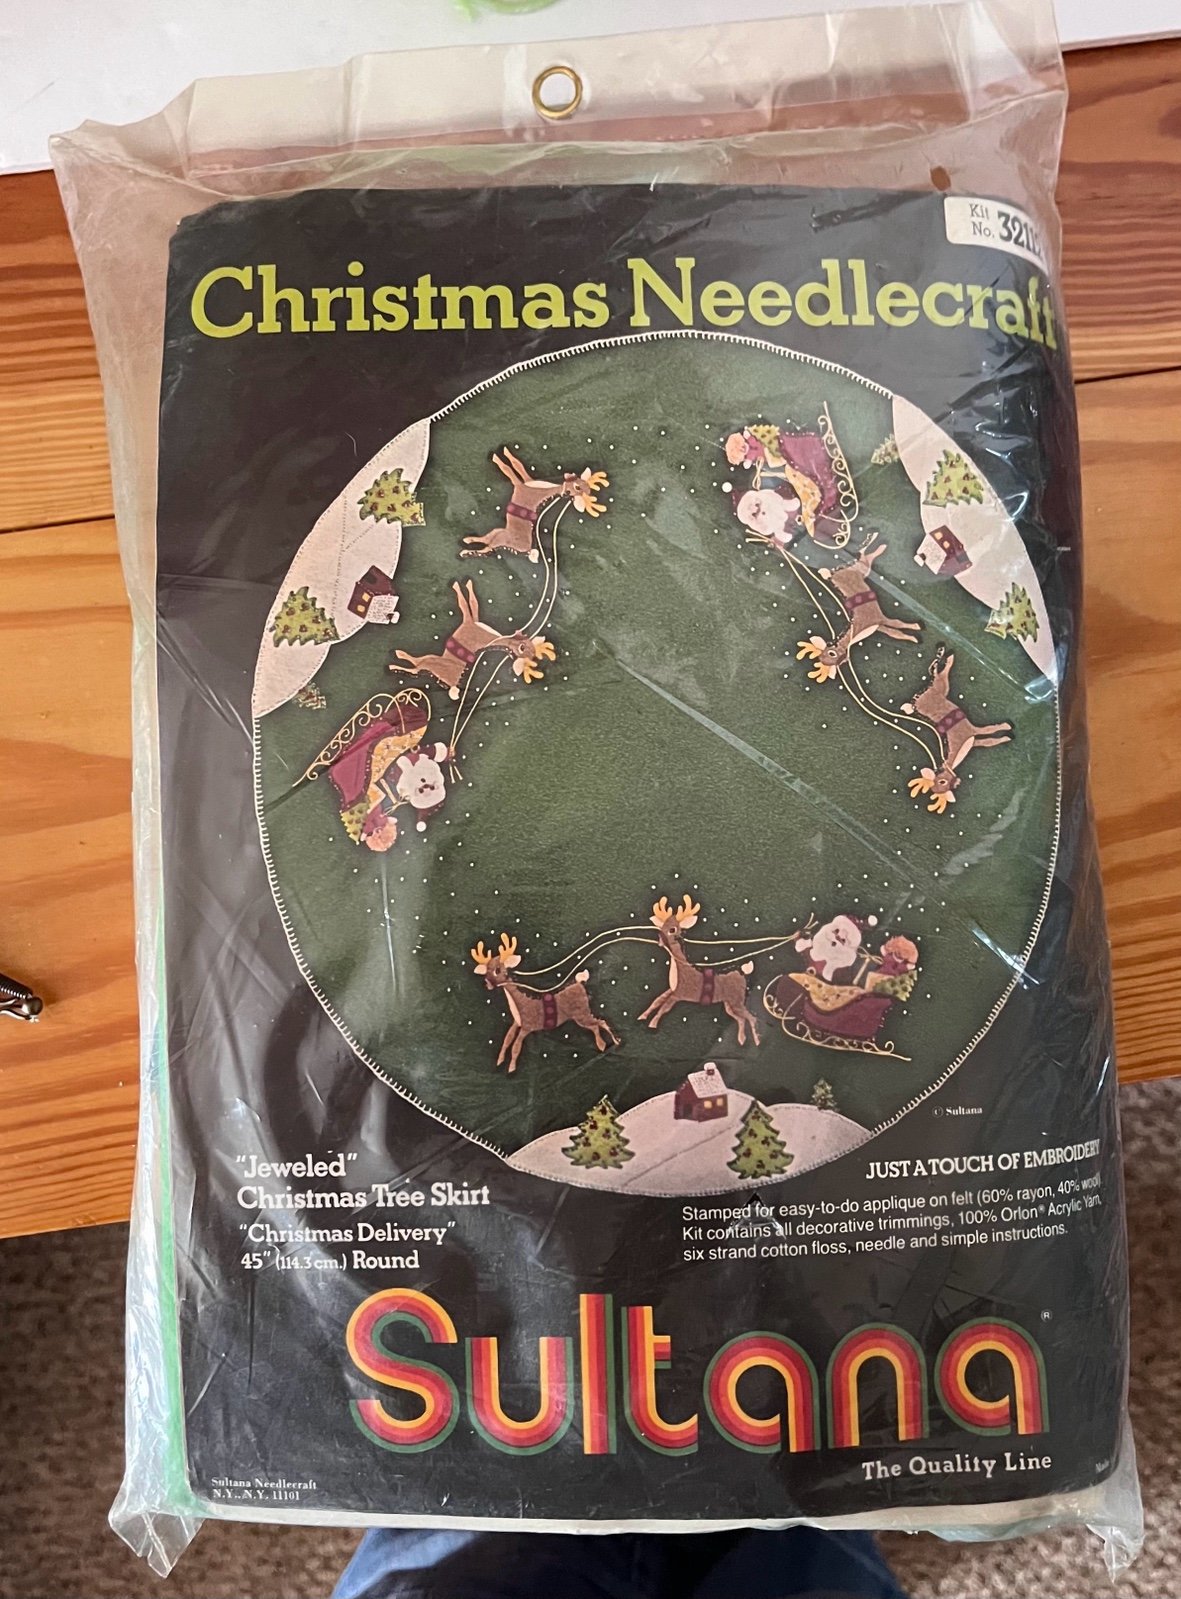 Kit
No.
Christmas Needlecraft
© Sultana
"Jeweled"
Christmas Tree Skirt
"Christmas Delivery"
45" (114.3 cm.) Round
JUST A TOUCH OF EMBROIDERY
Stamped for easy-to-do applique on felt (60% rayon, 40% wool).
Kit contains all decorative trimmings, 100% Orlon® Acrylic Yarn,
six strand cotton floss, needle and simple instructions.
Sultana®
The Quality Line
Sultana Needlecraft
N.Y., N.Y. 11101